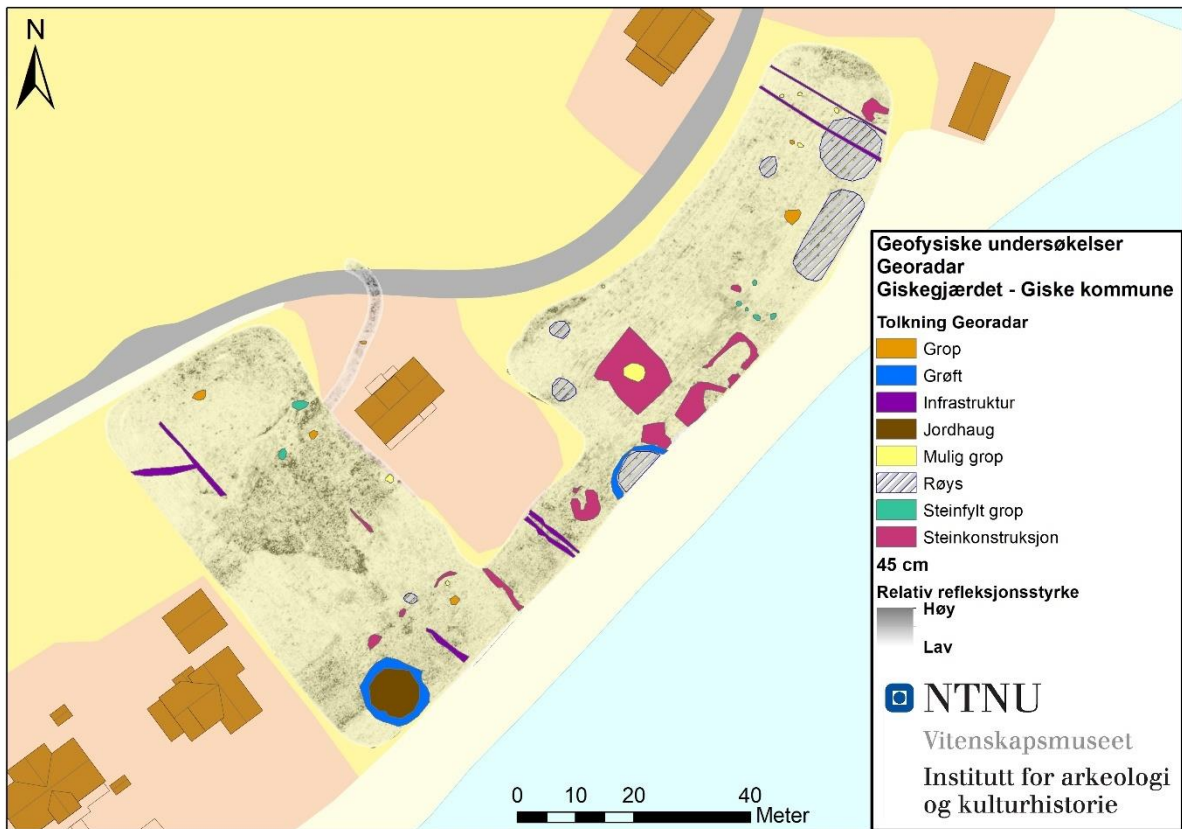 N
Geofysiske undersøkelser
Georadar
Giskegjærdet - Giske kommune
Tolkning Georadar
Grop
Grøft
Infrastruktur
Jordhaug
Mulig grop
Røys
Steinfylt grop
Steinkonstruksjon
45 cm
Relativ refleksjonsstyrke
Høy
Lav
NTNU
Vitenskapsmuseet
Institutt for arkeologi
og kulturhistorie
0 10 20 40
Meter